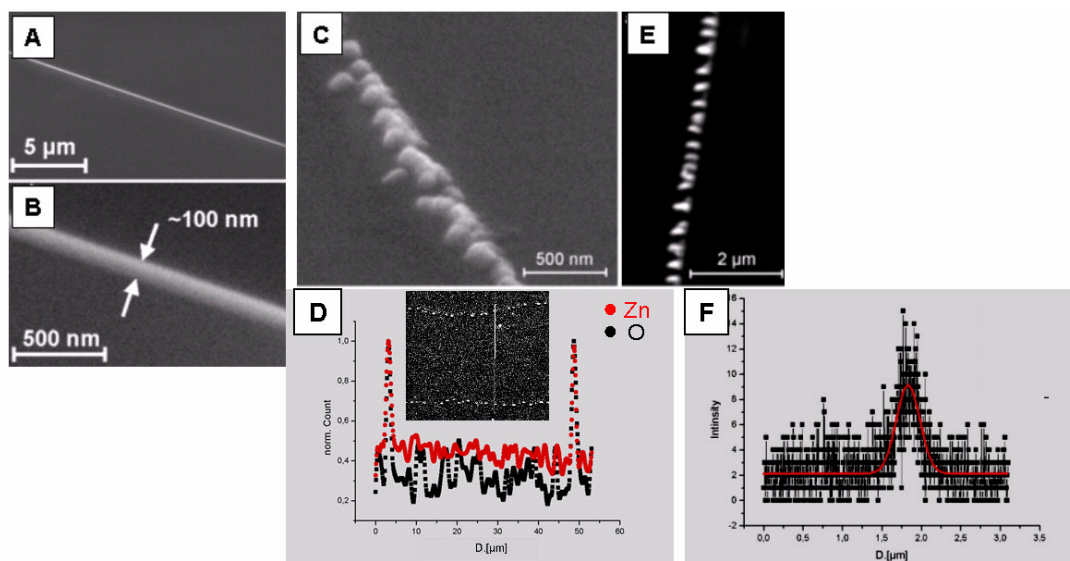 A
5 µm
B
~100 nm
500 nm
C
500 nm
E
2 µm
D
Zn
O
norm. Count
1,0
0,8
0,6
0,4
0,2
0 10 20 30 40 50 60
D.[µm]
F
Intinsity
16
14
12
10
8
6
4
2
0
-2
0,0 0,5 1,0 1,5 2,0 2,5 3,0 3,5
D.[µm]